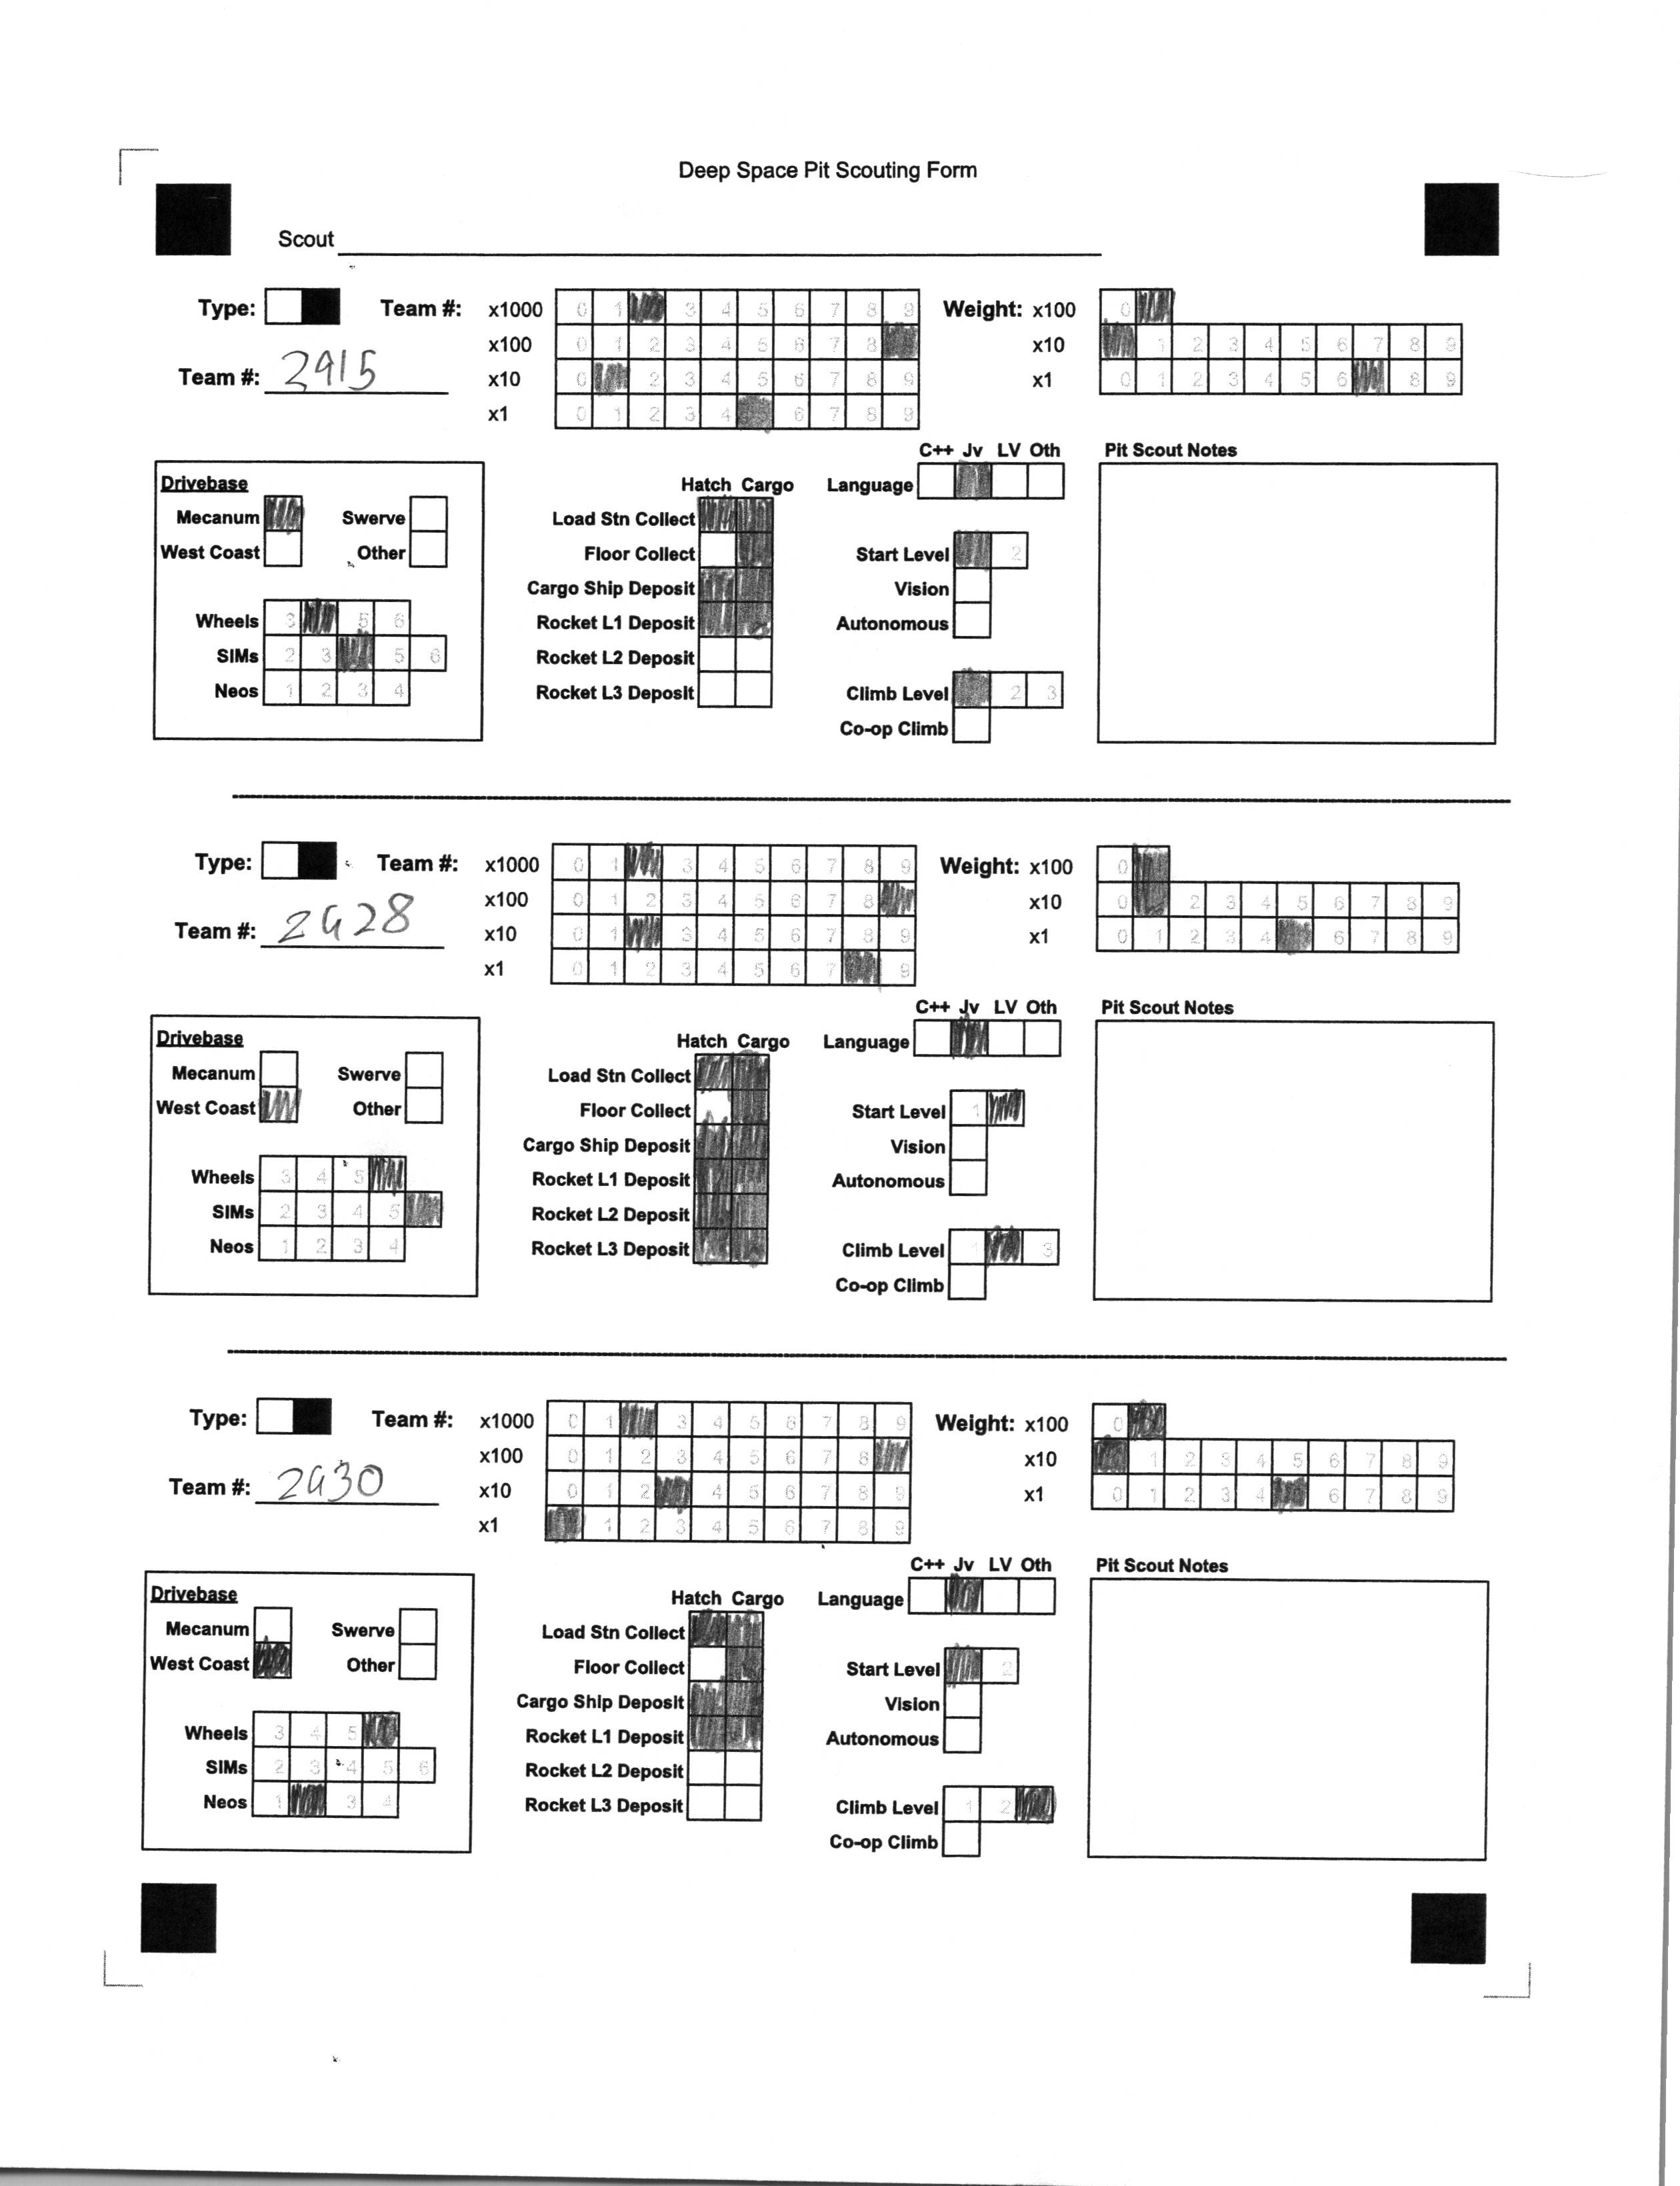 Deep Space Pit Scouting Form
Scout
Type: Team #: x1000 0 1 3 4 5 6 7 8 9 Weight: x100 0
x100 0 1 2 3 4 5 6 7 8 x10 1 2 3 4 5 6 7 8 9
Team #: 2915 x10 0 2 3 4 5 6 7 8 9 x1 0 1 2 3 4 5 6 8 9
x1 0 1 2 3 4 6 7 8 9
C++ Jv LV Oth Pit Scout Notes
Drivebase Hatch Cargo Language
Mecanum Swerve Load Stn Collect
West Coast Other Floor Collect Start Level 2
Cargo Ship Deposit Vision
Wheels 3 5 6 Rocket L1 Deposit Autonomous
SIMs 2 3 5 6 Rocket L2 Deposit
Neos 1 2 3 4 Rocket L3 Deposit Climb Level 2 3
Co-op Climb
Type: Team #: x1000 0 1 3 4 5 6 7 8 9 Weight: x100 0
x100 0 1 2 3 4 5 6 7 8 x10 0 2 3 4 5 6 7 8 9
Team #: 2928 x10 0 1 3 4 5 6 7 8 9 x1 0 1 2 3 4 6 7 8 9
x1 0 1 2 3 4 5 6 7 9
C++ Jv LV Oth Pit Scout Notes
Drivebase Hatch Cargo Language
Mecanum Swerve Load Stn Collect
West Coast Other Floor Collect Start Level 1
Cargo Ship Deposit Vision
Wheels 3 4 5 Rocket L1 Deposit Autonomous
SIMs 2 3 4 5 Rocket L2 Deposit
Neos 1 2 3 4 Rocket L3 Deposit Climb Level 1 3
Co-op Climb
Type: Team #: x1000 0 1 3 4 5 6 7 8 9 Weight: x100 0
x100 0 1 2 3 4 5 6 7 8 x10 1 2 3 4 5 6 7 8 9
Team #: 2930 x10 0 1 2 4 5 6 7 8 9 x1 0 1 2 3 4 6 7 8 9
x1 0 1 2 3 4 5 6 7 8 9
C++ Jv LV Oth Pit Scout Notes
Drivebase Hatch Cargo Language
Mecanum Swerve Load Stn Collect
West Coast Other Floor Collect Start Level 2
Cargo Ship Deposit Vision
Wheels 3 4 5 Rocket L1 Deposit Autonomous
SIMs 2 3 4 5 6 Rocket L2 Deposit
Neos 1 3 4 Rocket L3 Deposit Climb Level 1 2
Co-op Climb